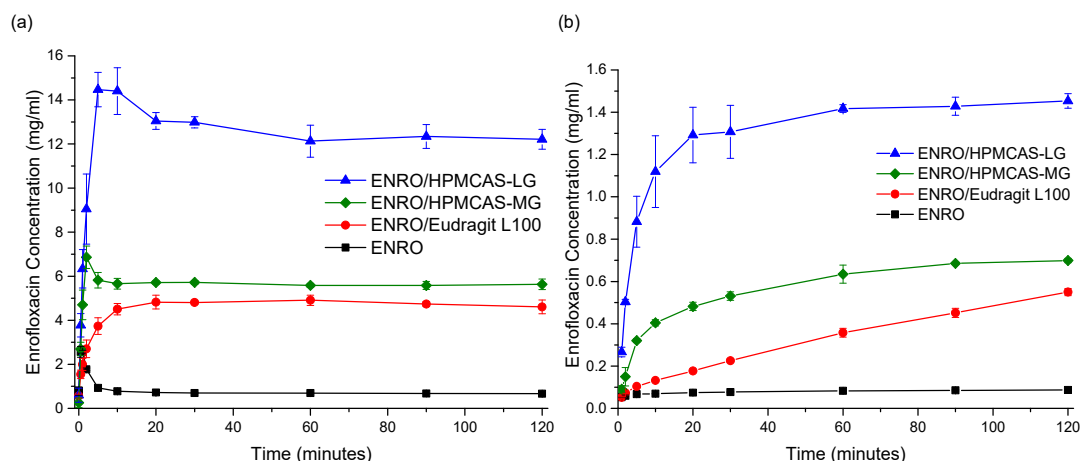 (a)
Enrofloxacin Concentration (mg/ml)
16
14
12
10
8
6
4
2
0
0
20
40
60
80
100
120
Time (minutes)
ENRO/HPMCAS-LG
ENRO/HPMCAS-MG
ENRO/Eudragit L100
ENRO
(b)
Enrofloxacin Concentration (mg/ml)
1.6
1.4
1.2
1.0
0.8
0.6
0.4
0.2
0.0
0
20
40
60
80
100
120
Time (minutes)
ENRO/HPMCAS-LG
ENRO/HPMCAS-MG
ENRO/Eudragit L100
ENRO